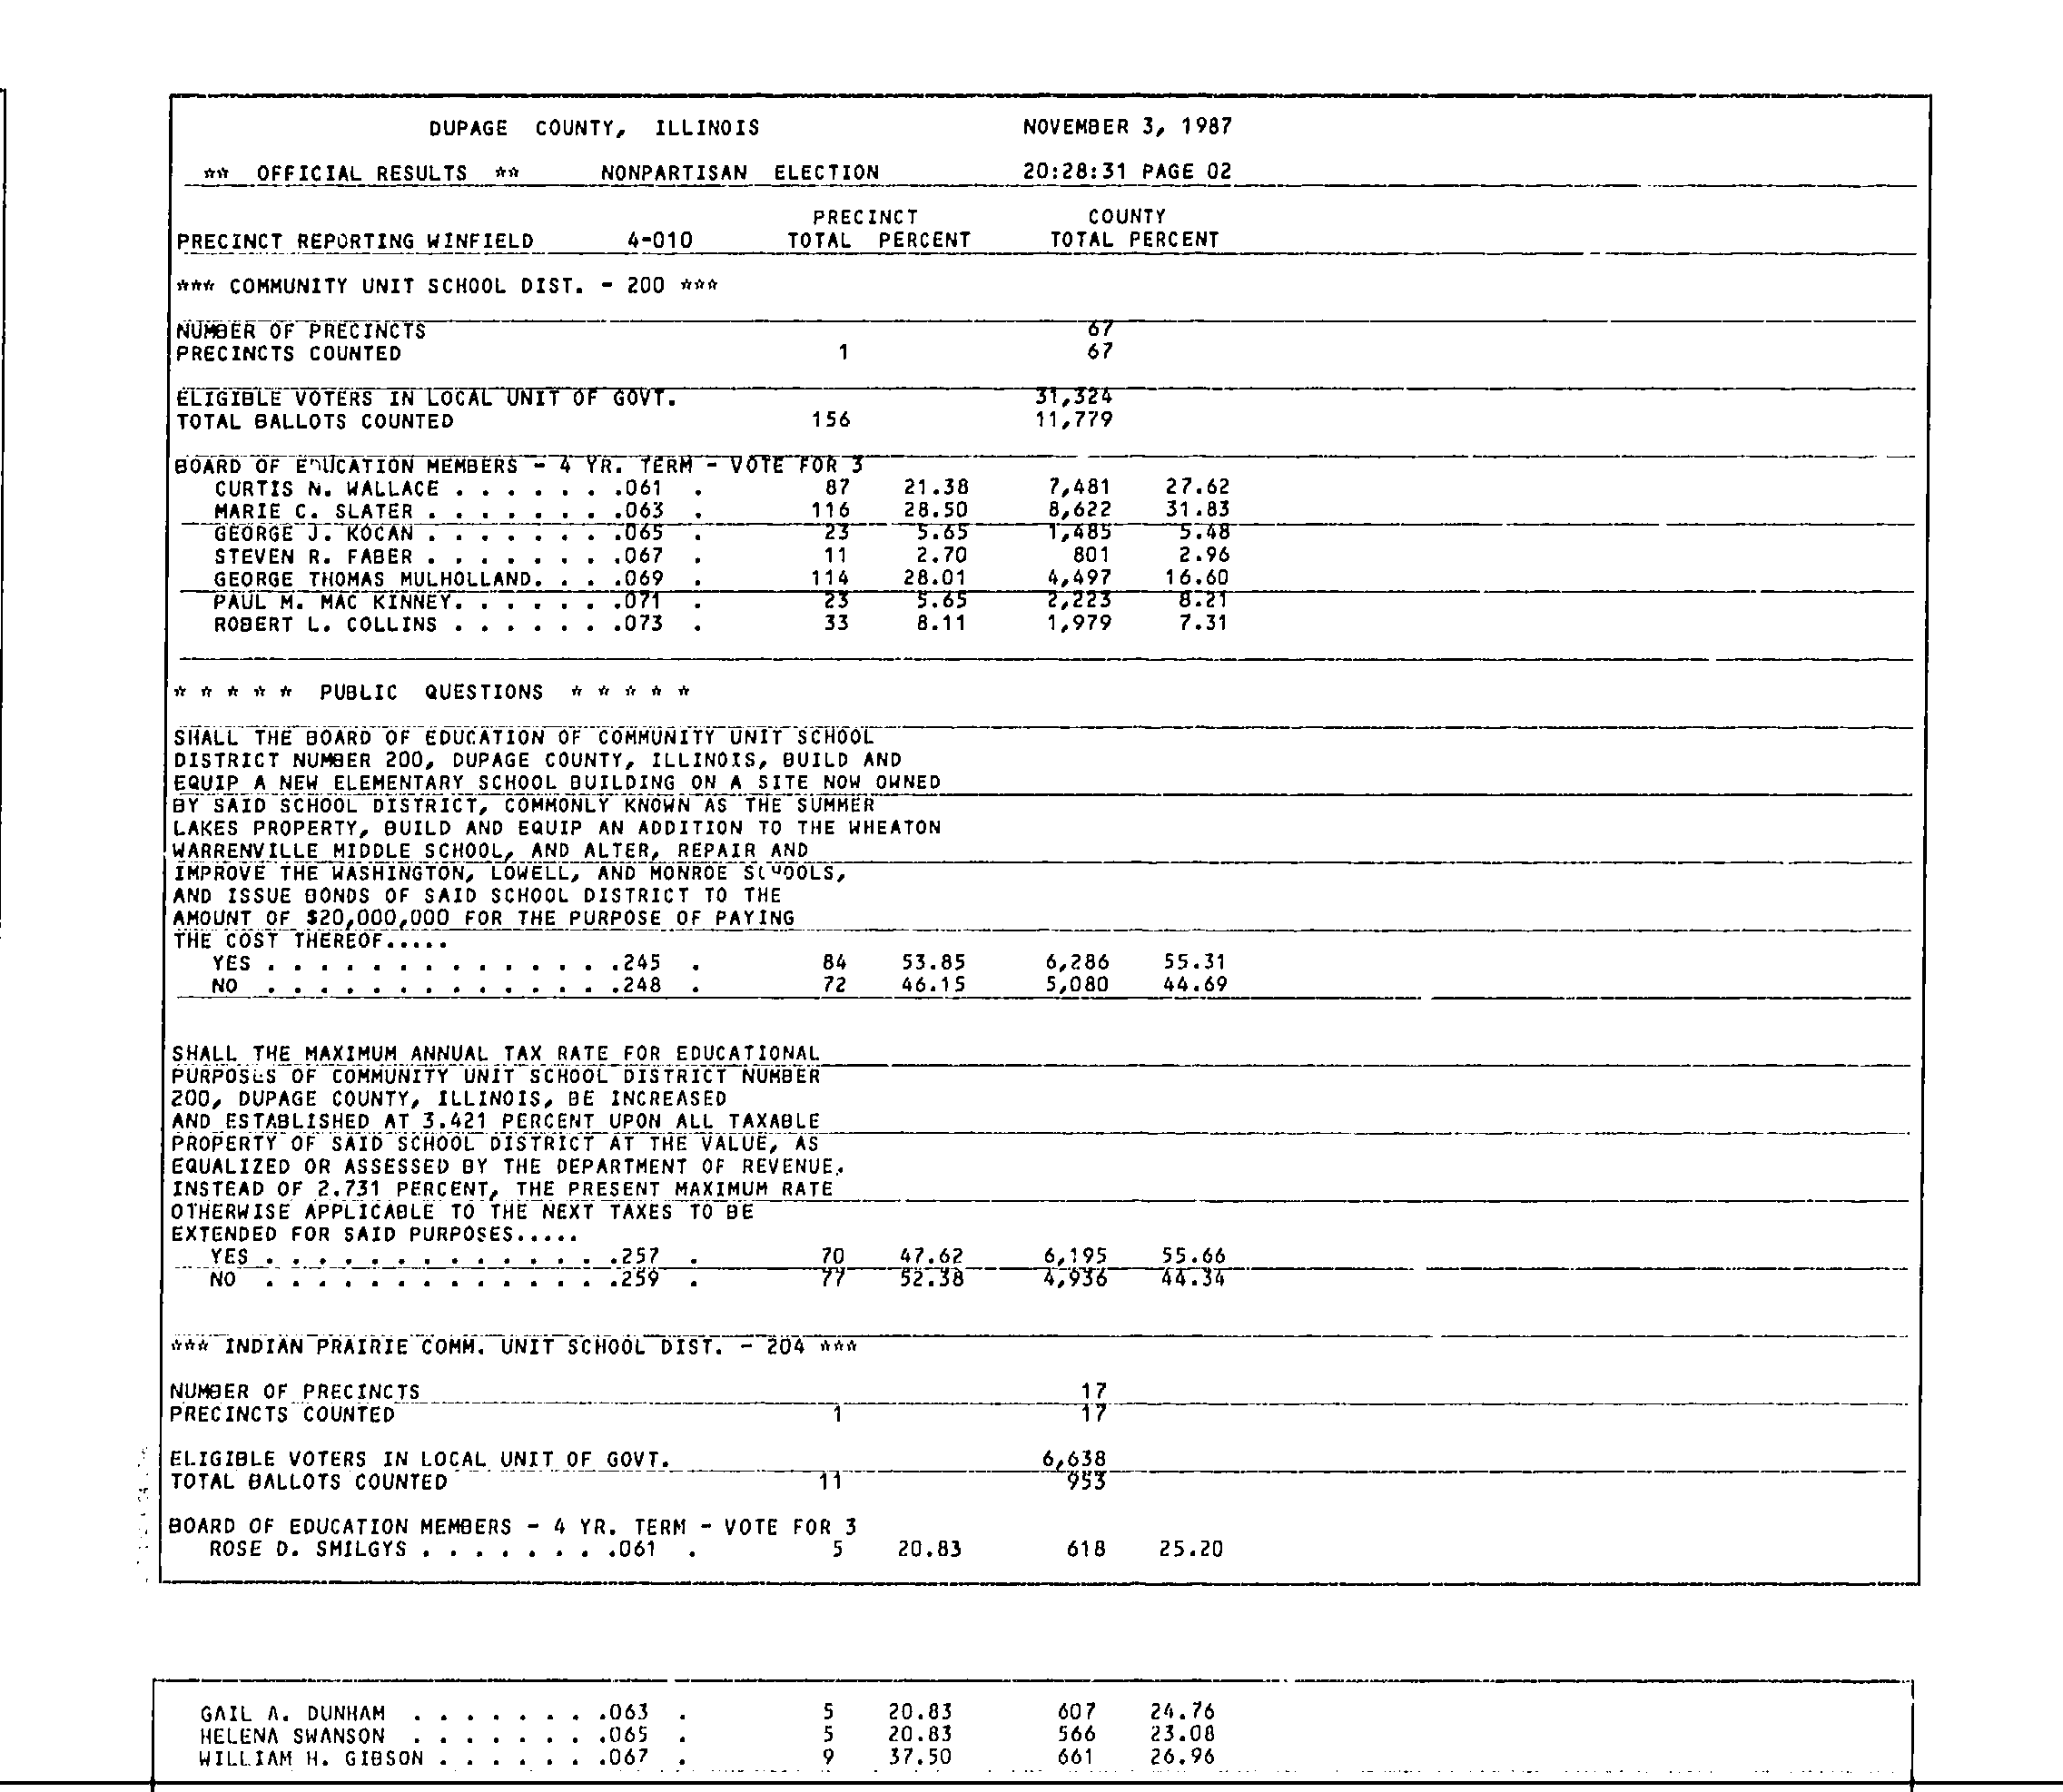 DUPAGE COUNTY, ILLINOIS NOVEMBER 3, 1987
** OFFICIAL RESULTS ** NONPARTISAN ELECTION 20:28:31 PAGE 02
PRECINCT COUNTY
PRECINCT REPORTING WINFIELD 4-010 TOTAL PERCENT TOTAL PERCENT
*** COMMUNITY UNIT SCHOOL DIST. - 200 ***
NUMBER OF PRECINCTS 67
PRECINCTS COUNTED 1 67
ELIGIBLE VOTERS IN LOCAL UNIT OF GOVT. 31,324
TOTAL BALLOTS COUNTED 156 11,779
BOARD OF EDUCATION MEMBERS - 4 YR. TERM - VOTE FOR 3
CURTIS N. WALLACE . . . . . . .061 . 87 21.38 7,481 27.62
MARIE C. SLATER . . . . . . . .063 . 116 28.50 8,622 31.83
GEORGE J. KOCAN . . . . . . . .065 . 23 5.65 1,485 5.48
STEVEN R. FABER . . . . . . . .067 . 11 2.70 801 2.96
GEORGE THOMAS MULHOLLAND. . . .069 . 114 28.01 4,497 16.60
PAUL M. MAC KINNEY. . . . . . .071 . 23 5.65 2,223 8.21
ROBERT L. COLLINS . . . . . . .073 . 33 8.11 1,979 7.31
* * * * * PUBLIC QUESTIONS * * * * *
SHALL THE BOARD OF EDUCATION OF COMMUNITY UNIT SCHOOL
DISTRICT NUMBER 200, DUPAGE COUNTY, ILLINOIS, BUILD AND
EQUIP A NEW ELEMENTARY SCHOOL BUILDING ON A SITE NOW OWNED
BY SAID SCHOOL DISTRICT, COMMONLY KNOWN AS THE SUMMER
LAKES PROPERTY, BUILD AND EQUIP AN ADDITION TO THE WHEATON
WARRENVILLE MIDDLE SCHOOL, AND ALTER, REPAIR AND
IMPROVE THE WASHINGTON, LOWELL, AND MONROE SCHOOLS,
AND ISSUE BONDS OF SAID SCHOOL DISTRICT TO THE
AMOUNT OF $20,000,000 FOR THE PURPOSE OF PAYING
THE COST THEREOF.....
YES . . . . . . . . . . . . . .245 . 84 53.85 6,286 55.31
NO . . . . . . . . . . . . . .248 . 72 46.15 5,080 44.69
SHALL THE MAXIMUM ANNUAL TAX RATE FOR EDUCATIONAL
PURPOSES OF COMMUNITY UNIT SCHOOL DISTRICT NUMBER
200, DUPAGE COUNTY, ILLINOIS, BE INCREASED
AND ESTABLISHED AT 3.421 PERCENT UPON ALL TAXABLE
PROPERTY OF SAID SCHOOL DISTRICT AT THE VALUE, AS
EQUALIZED OR ASSESSED BY THE DEPARTMENT OF REVENUE,
INSTEAD OF 2.731 PERCENT, THE PRESENT MAXIMUM RATE
OTHERWISE APPLICABLE TO THE NEXT TAXES TO BE
EXTENDED FOR SAID PURPOSES.....
YES . . . . . . . . . . . . . .257 . 70 47.62 6,195 55.66
NO . . . . . . . . . . . . . .259 . 77 52.38 4,936 44.34
*** INDIAN PRAIRIE COMM. UNIT SCHOOL DIST. - 204 ***
NUMBER OF PRECINCTS 17
PRECINCTS COUNTED 1 17
ELIGIBLE VOTERS IN LOCAL UNIT OF GOVT. 6,638
TOTAL BALLOTS COUNTED 11 953
BOARD OF EDUCATION MEMBERS - 4 YR. TERM - VOTE FOR 3
ROSE D. SMILGYS . . . . . . . .061 . 5 20.83 618 25.20
GAIL A. DUNHAM . . . . . . . .063 . 5 20.83 607 24.76
HELENA SWANSON . . . . . . . .065 . 5 20.83 566 23.08
WILLIAM H. GIBSON . . . . . . .067 . 9 37.50 661 26.96